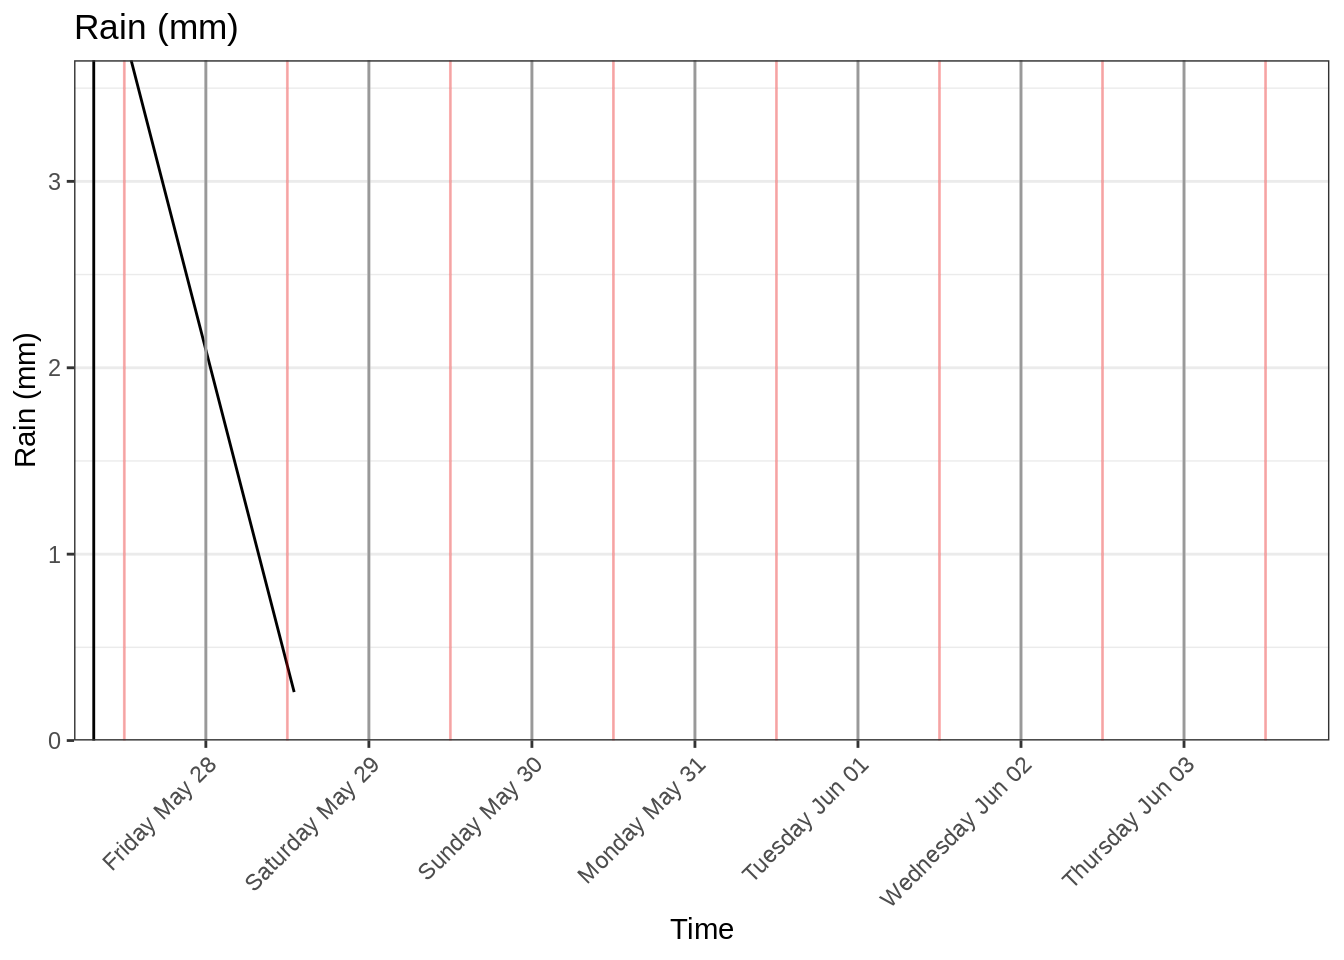 Rain (mm)
Rain (mm)
3
2
1
0
Friday May 28
Saturday May 29
Sunday May 30
Monday May 31
Tuesday Jun 01
Wednesday Jun 02
Thursday Jun 03
Time